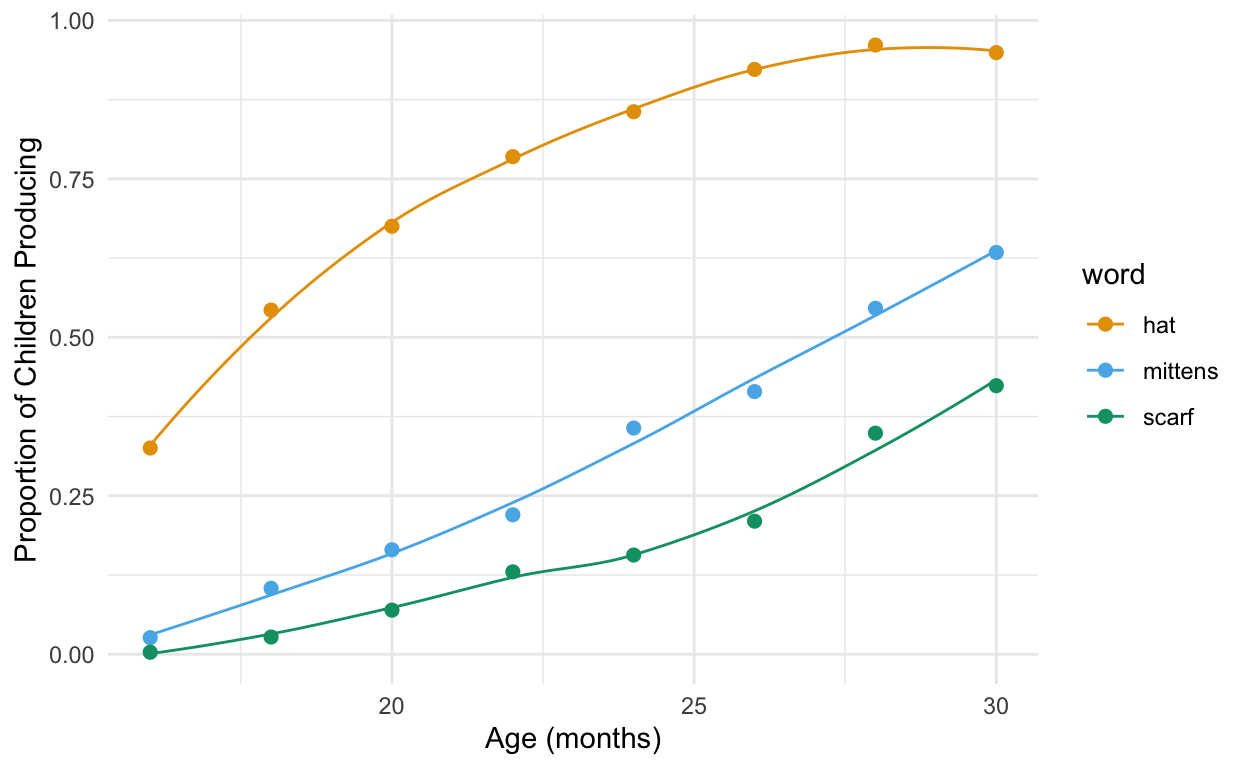 1.00
0.75
0.50
0.25
0.00
Proportion of Children Producing
20
25
30
Age (months)
word
hat
mittens
scarf